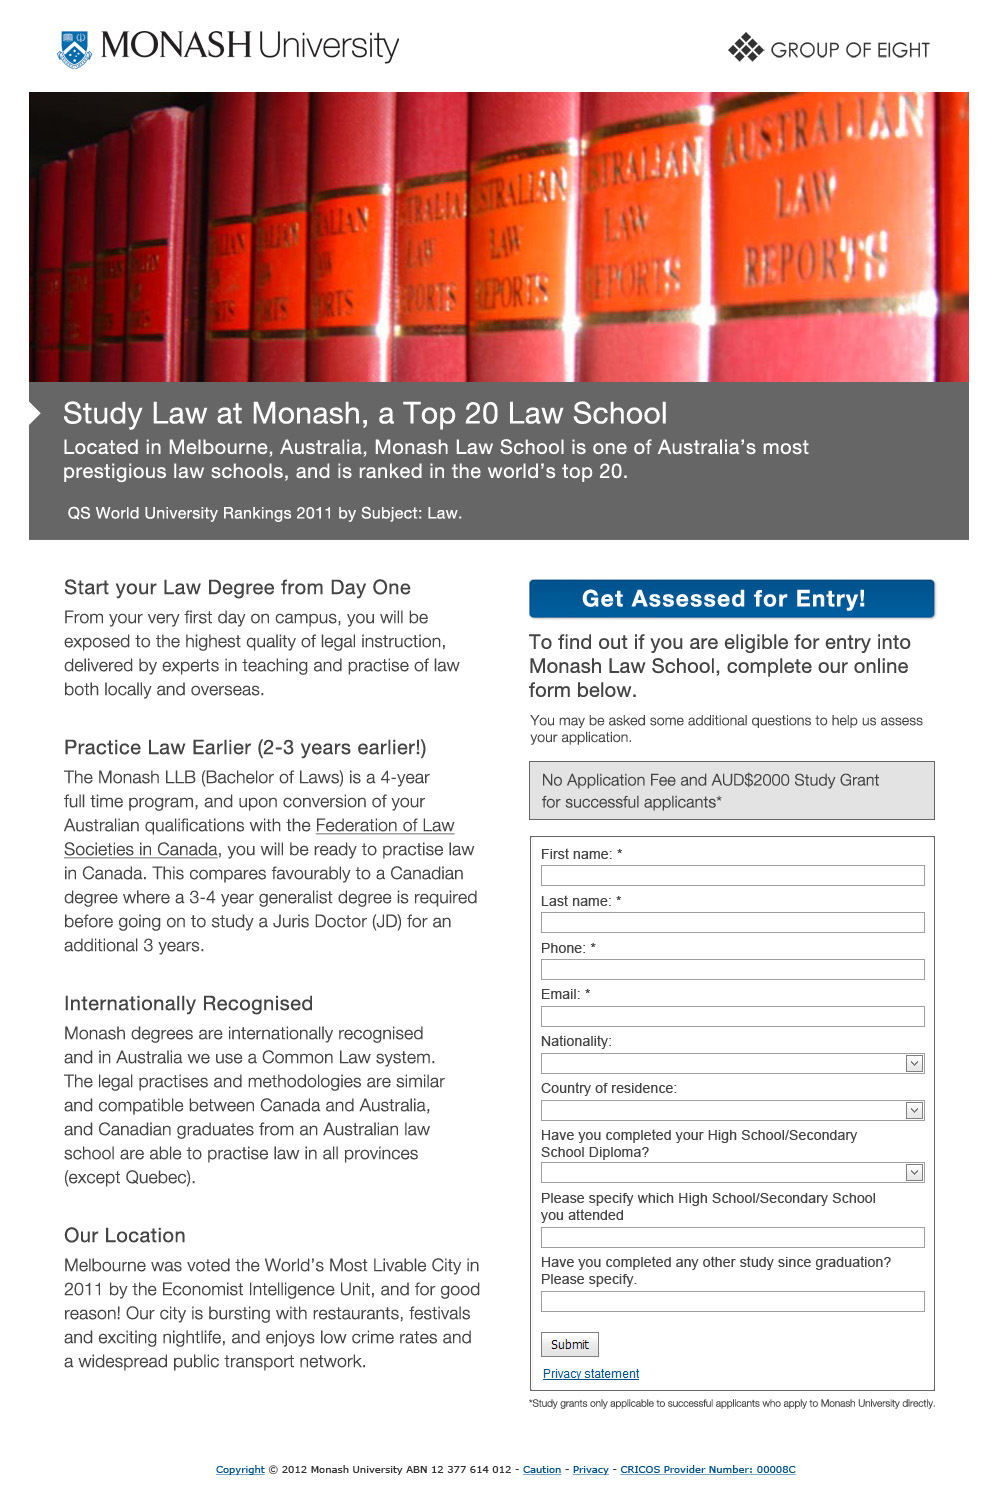 MONASH University
GROUP OF EIGHT
AUSTRALIAN
LAW
REPORTS
Study Law at Monash, a Top 20 Law School
Located in Melbourne, Australia, Monash Law School is one of Australia's most
prestigious law schools, and is ranked in the world's top 20.
QS World University Rankings 2011 by Subject: Law.
Start your Law Degree from Day One
From your very first day on campus, you will be
exposed to the highest quality of legal instruction,
delivered by experts in teaching and practise of law
both locally and overseas.
Practice Law Earlier (2-3 years earlier!)
The Monash LLB (Bachelor of Laws) is a 4-year
full time program, and upon conversion of your
Australian qualifications with the Federation of Law
Societies in Canada, you will be ready to practise law
in Canada. This compares favourably to a Canadian
degree where a 3-4 year generalist degree is required
before going on to study a Juris Doctor (JD) for an
additional 3 years.
Internationally Recognised
Monash degrees are internationally recognised
and in Australia we use a Common Law system.
The legal practises and methodologies are similar
and compatible between Canada and Australia,
and Canadian graduates from an Australian law
school are able to practise law in all provinces
(except Quebec).
Our Location
Melbourne was voted the World's Most Livable City in
2011 by the Economist Intelligence Unit, and for good
reason! Our city is bursting with restaurants, festivals
and exciting nightlife, and enjoys low crime rates and
a widespread public transport network.
Get Assessed for Entry!
To find out if you are eligible for entry into
Monash Law School, complete our online
form below.
You may be asked some additional questions to help us assess
your application.
No Application Fee and AUD$2000 Study Grant
for successful applicants*
First name: *
Last name: *
Phone: *
Email: *
Nationality:
Country of residence:
Have you completed your High School/Secondary
School Diploma?
Please specify which High School/Secondary School
you attended
Have you completed any other study since graduation?
Please specify.
Submit
Privacy statement
*Study grants only applicable to successful applicants who apply to Monash University directly.
Copyright © 2012 Monash University ABN 12 377 614 012 - Caution - Privacy - CRICOS Provider Number: 00008C